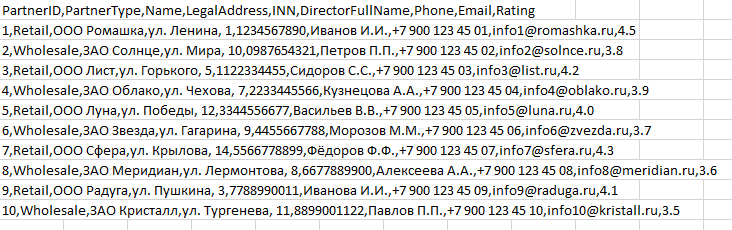 PartnerID,PartnerType,Name,LegalAddress,INN,DirectorFullName,Phone,Email,Rating
1,Retail,ООО Ромашка,ул. Ленина, 1,1234567890,Иванов И.И.,+7 900 123 45 01,info1@romashka.ru,4.5
2,Wholesale,ЗАО Солнце,ул. Мира, 10,0987654321,Петров П.П.,+7 900 123 45 02,info2@solnce.ru,3.8
3,Retail,ООО Лист,ул. Горького, 5,1122334455,Сидоров С.С.,+7 900 123 45 03,info3@list.ru,4.2
4,Wholesale,ЗАО Облако,ул. Чехова, 7,2233445566,Кузнецова А.А.,+7 900 123 45 04,info4@oblako.ru,3.9
5,Retail,ООО Луна,ул. Победы, 12,3344556677,Васильев В.В.,+7 900 123 45 05,info5@luna.ru,4.0
6,Wholesale,ЗАО Звезда,ул. Гагарина, 9,4455667788,Морозов М.М.,+7 900 123 45 06,info6@zvezda.ru,3.7
7,Retail,ООО Сфера,ул. Крылова, 14,5566778899,Фёдоров Ф.Ф.,+7 900 123 45 07,info7@sfera.ru,4.3
8,Wholesale,ЗАО Меридиан,ул. Лермонтова, 8,6677889900,Алексеева А.А.,+7 900 123 45 08,info8@meridian.ru,3.6
9,Retail,ООО Радуга,ул. Пушкина, 3,7788990011,Иванова И.И.,+7 900 123 45 09,info9@raduga.ru,4.1
10,Wholesale,ЗАО Кристалл,ул. Тургенева, 11,8899001122,Павлов П.П.,+7 900 123 45 10,info10@kristall.ru,3.5